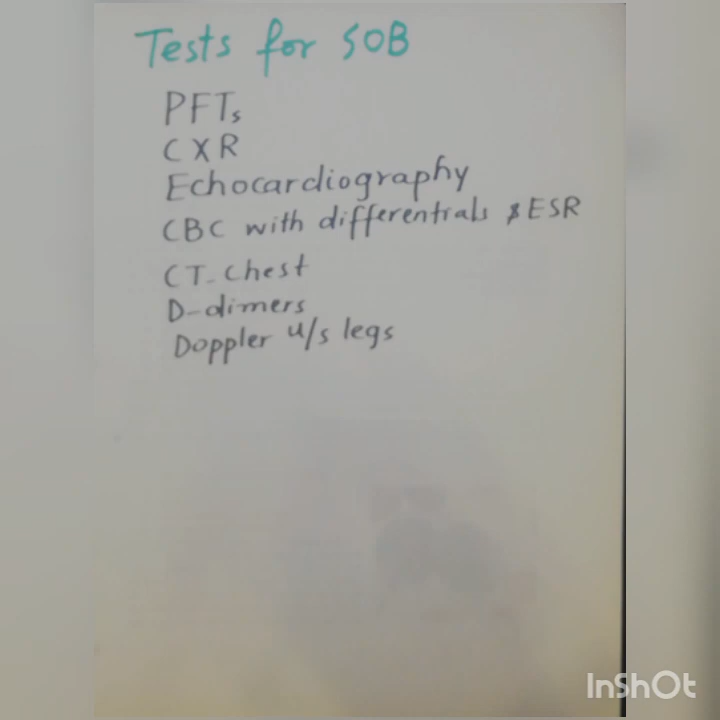 Tests for SOB
PFTs
CXR
Echocardiography
CBC with differentials & ESR
CT-Chest
D-dimers
Doppler u/s legs
InShOt